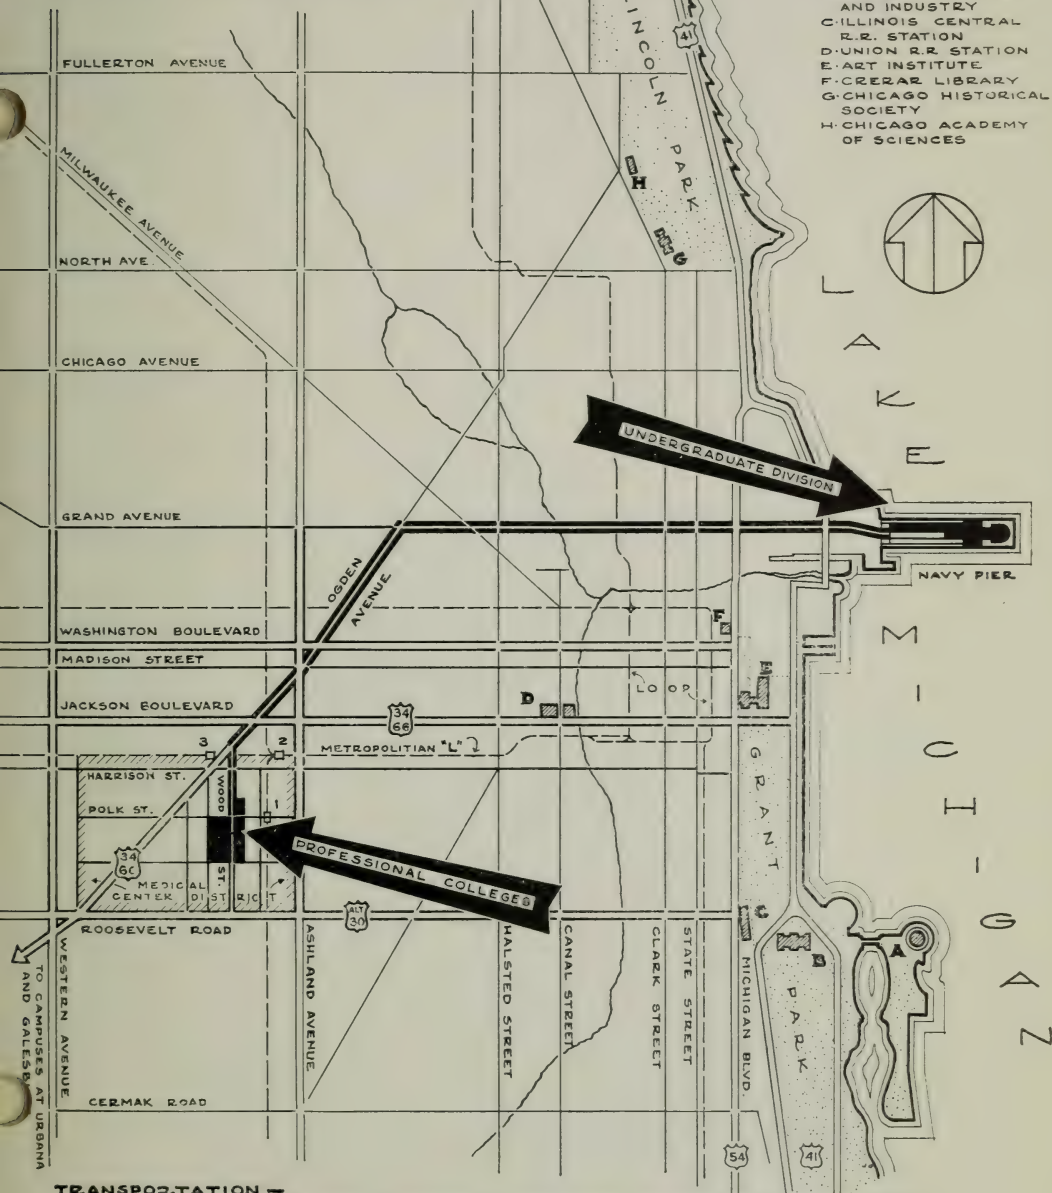 AND INDUSTRY
C·ILLINOIS CENTRAL
R.R. STATION
D·UNION R.R STATION
E·ART INSTITUTE
F·CRERAR LIBRARY
G·CHICAGO HISTORICAL
SOCIETY
H·CHICAGO ACADEMY
OF SCIENCES
LINCOLN PARK
41
FULLERTON AVENUE
MILWAUKEE AVENUE
H
G
NORTH AVE.
LAKE
CHICAGO AVENUE
UNDERGRADUATE DIVISION
GRAND AVENUE
NAVY PIER
OGDEN
AVENUE
WASHINGTON BOULEVARD
F
MICHIGAN
MADISON STREET
E
LOOP
D
JACKSON BOULEVARD
34
66
3
2
METROPOLITIAN "L"
HARRISON ST.
WOOD ST.
POLK ST.
1
GRANT PARK
PROFESSIONAL COLLEGES
34
60
MEDICAL
CENTER DISTRICT
ALT
30
C
ROOSEVELT ROAD
B
A
TO CAMPUSES AT URBANA
AND
WESTERN AVENUE
ASHLAND AVENUE
HALSTED STREET
CANAL STREET
CLARK STREET
STATE STREET
MICHIGAN BLVD.
CERMAK ROAD
54
41
TRANSPORTATION